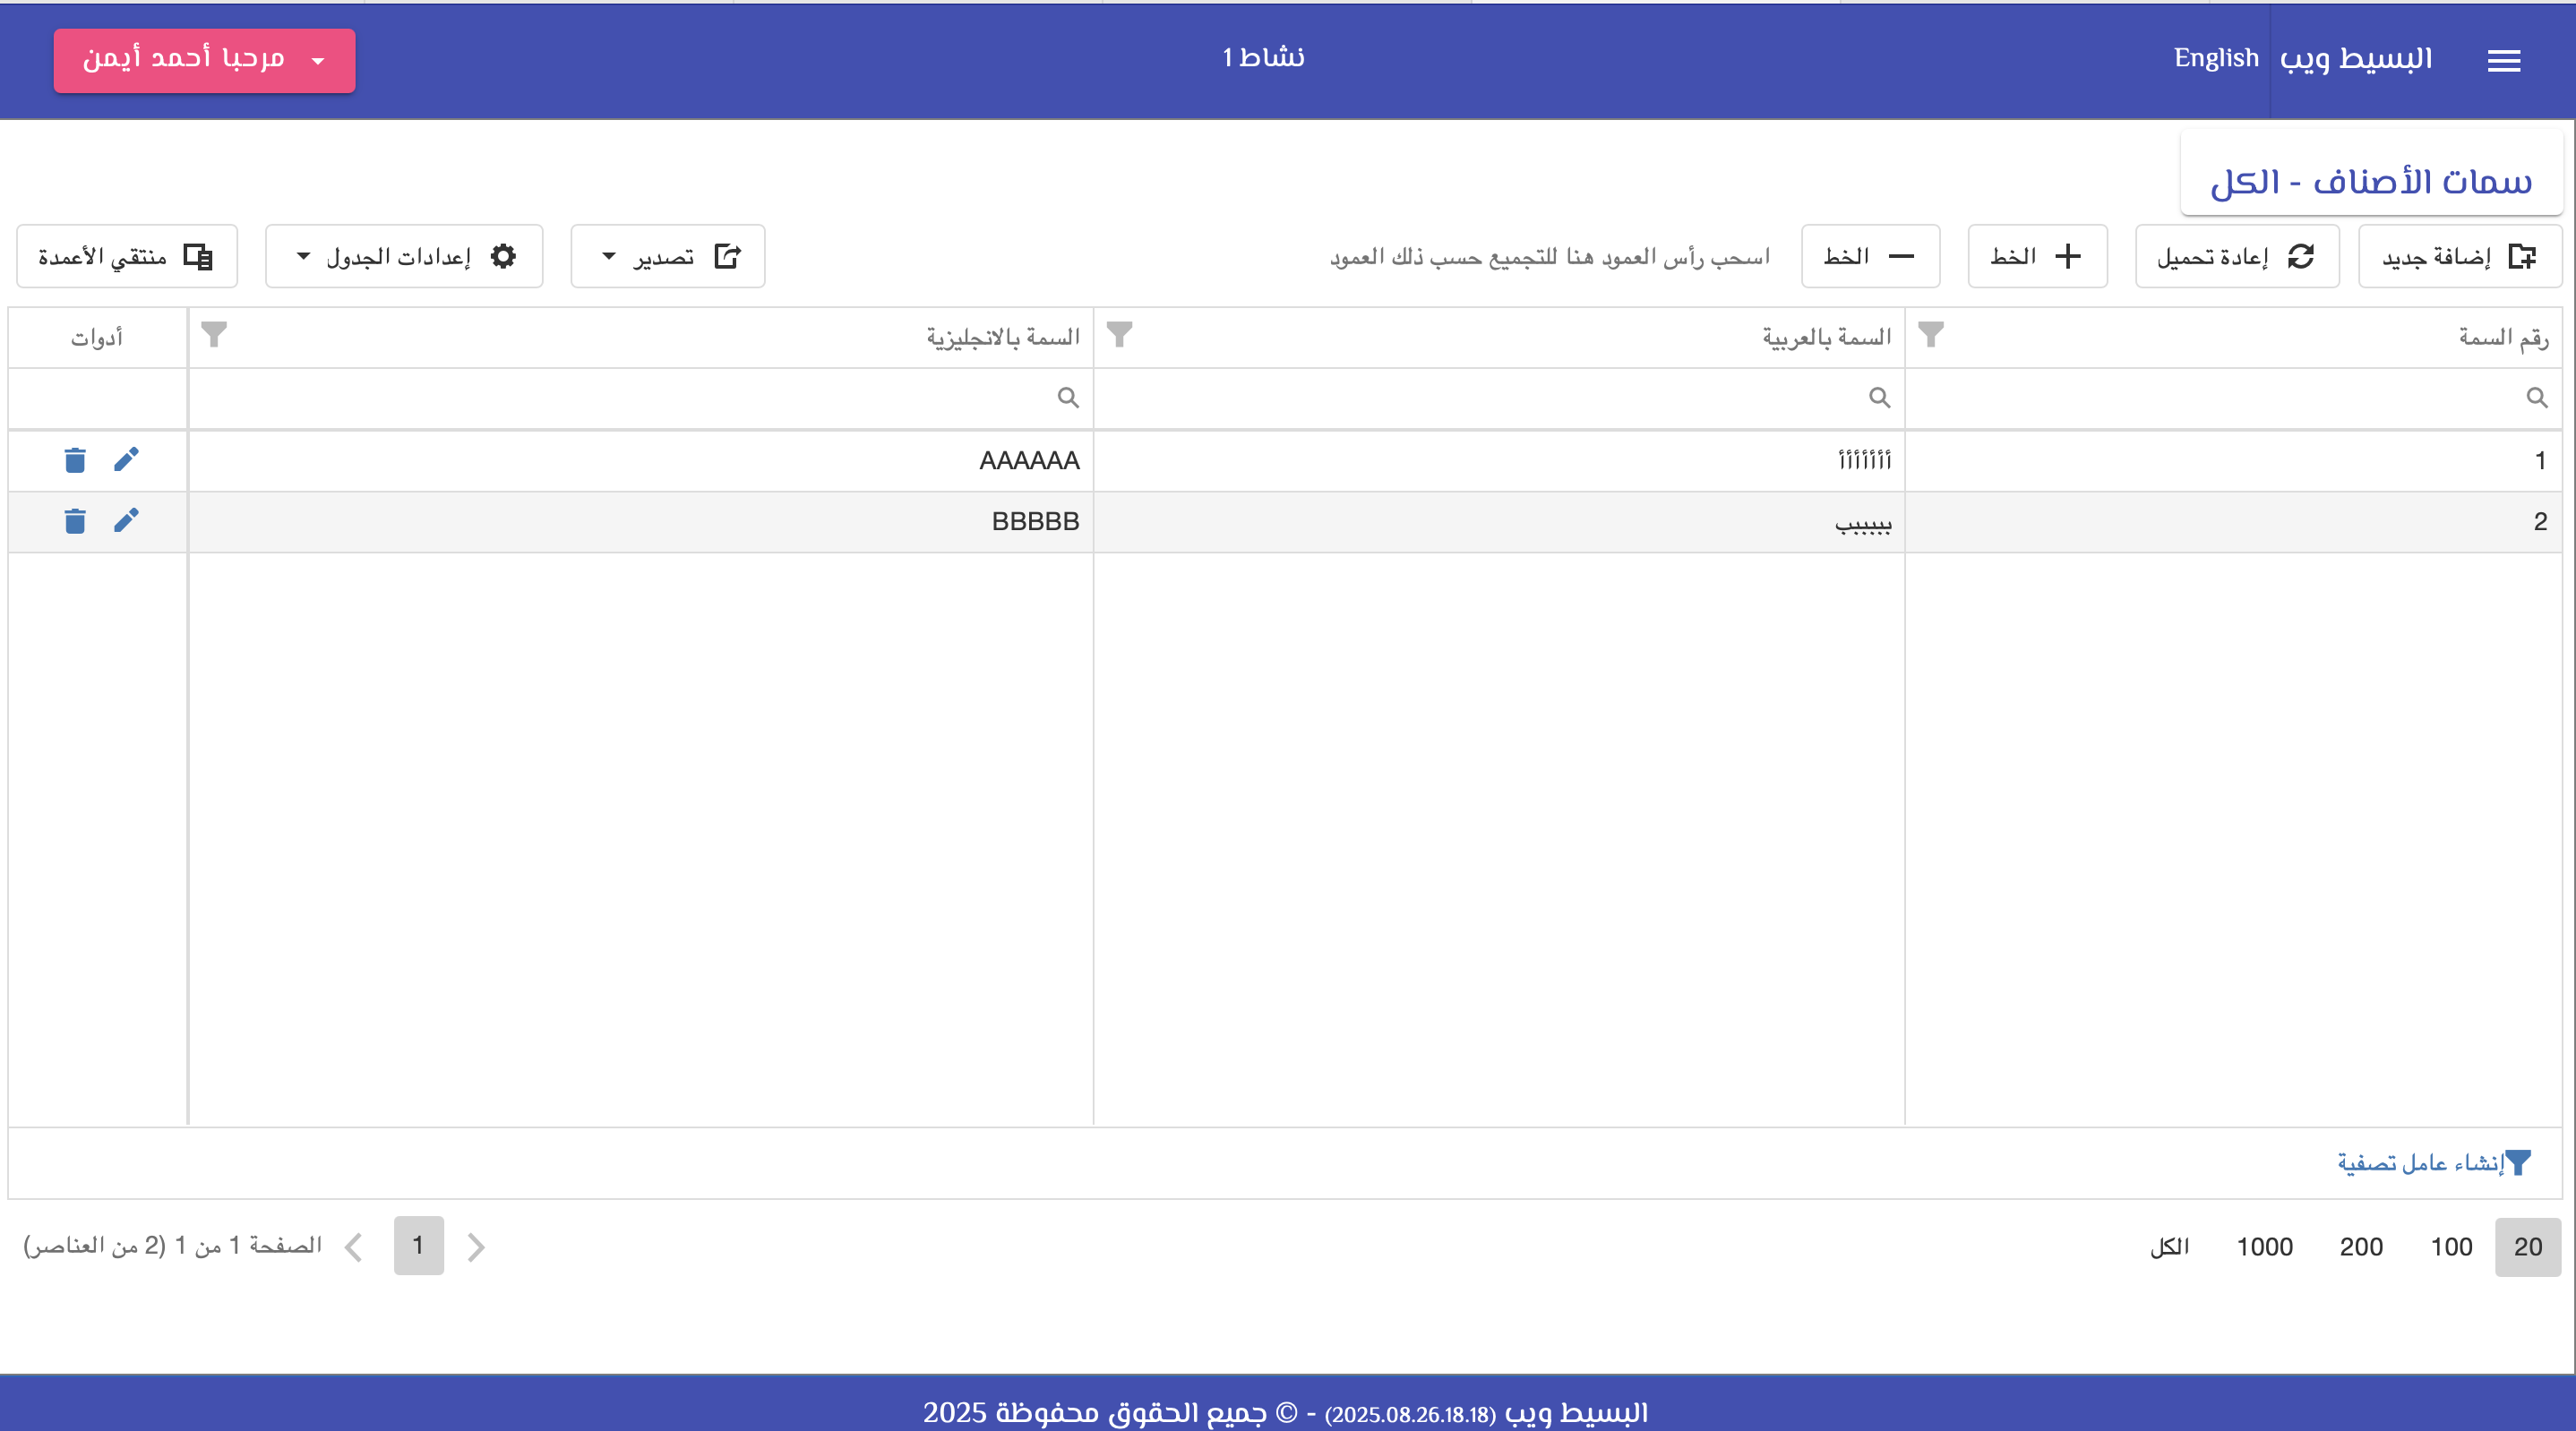 البسيط ويب English نشاط 1 مرحبا أحمد أيمن
سمات الأصناف - الكل
إضافة جديد إعادة تحميل الخط الخط اسحب رأس العمود هنا للتجميع حسب ذلك العمود تصدير إعدادات الجدول منتقي الأعمدة
رقم السمة السمة بالعربية السمة بالانجليزية أدوات
1 أأأأأأأ AAAAAA
2 بببببب BBBBB
إنشاء عامل تصفية
20 100 200 1000 الكل 1 الصفحة 1 من 1 (2 من العناصر)
البسيط ويب (2025.08.26.18.18) - © جميع الحقوق محفوظة 2025